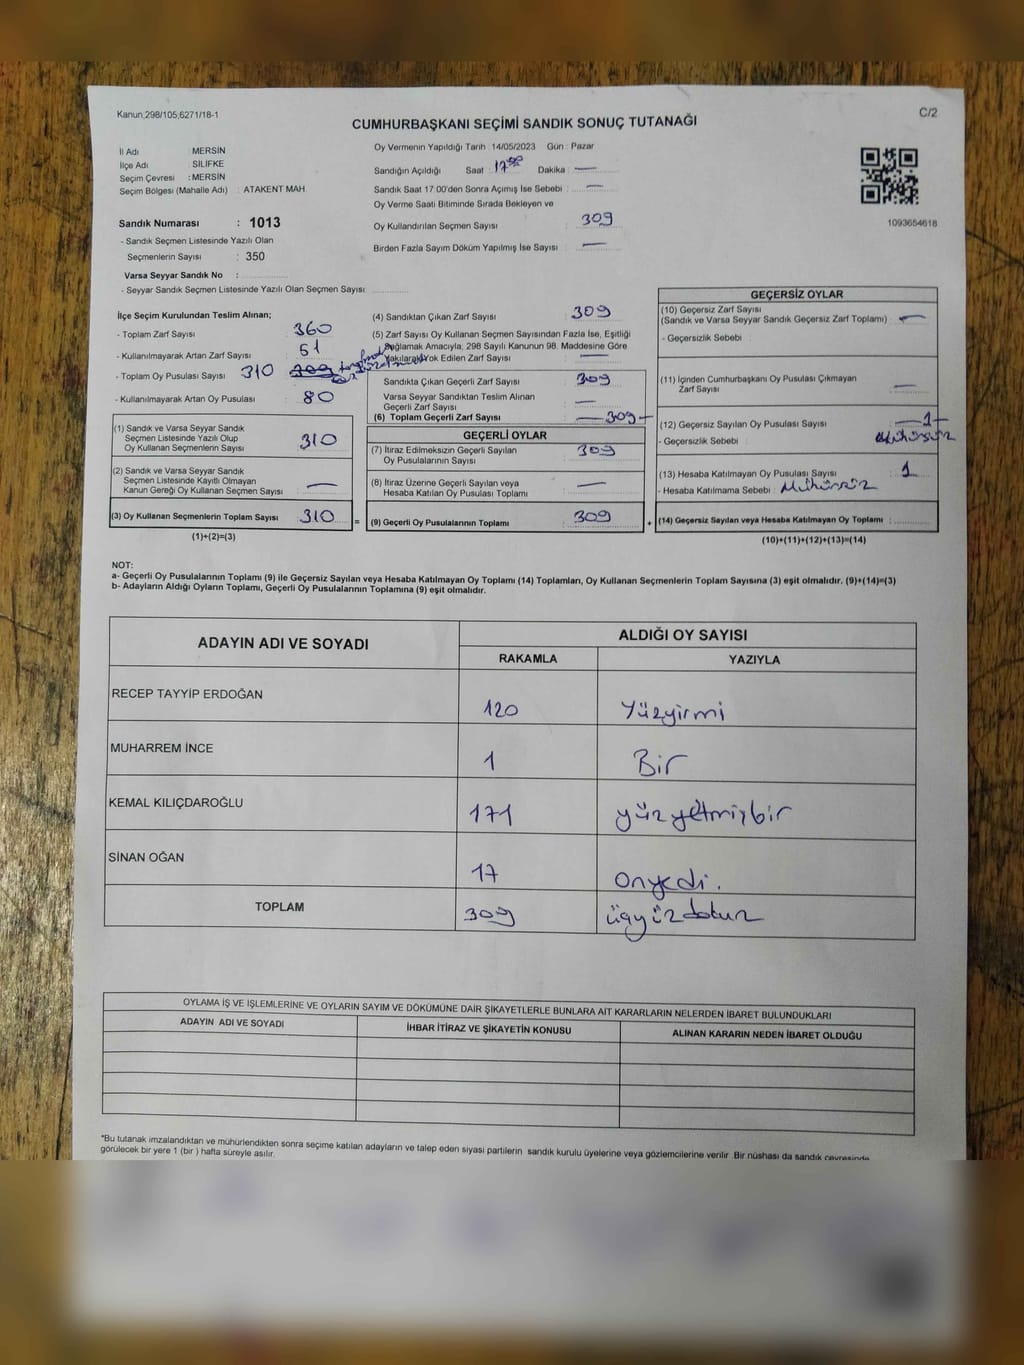 Kanun,298/105,6271/18-1
C/2
CUMHURBAŞKANI SEÇİMİ SANDIK SONUÇ TUTANAĞI
İl Adı : MERSİN
İlçe Adı : SİLİFKE
Seçim Çevresi : MERSİN
Seçim Bölgesi (Mahalle Adı) : ATAKENT MAH.
Sandık Numarası : 1013
- Sandık Seçmen Listesinde Yazılı Olan
Seçmenlerin Sayısı : 350
Varsa Seyyar Sandık No :
- Seyyar Sandık Seçmen Listesinde Yazılı Olan Seçmen Sayısı
Oy Vermenin Yapıldığı Tarih : 14/05/2023 Gün : Pazar
Sandığın Açıldığı Saat : 17:00 Dakika : —
Sandık Saat 17:00'den Sonra Açımış İse Sebebi : —
Oy Verme Saati Bitiminde Sırada Bekleyen ve
Oy Kullandırılan Seçmen Sayısı : 309
Birden Fazla Sayım Döküm Yapılmış İse Sayısı : —
1093654618
İlçe Seçim Kurulundan Teslim Alınan;
- Toplam Zarf Sayısı : 360
- Kullanılmayarak Artan Zarf Sayısı : 61
- Toplam Oy Pusulası Sayısı : 310
- Kullanılmayarak Artan Oy Pusulası : 80
(1) Sandık ve Varsa Seyyar Sandık
Seçmen Listesinde Yazılı Olup
Oy Kullanan Seçmenlerin Sayısı : 310
(2) Sandık ve Varsa Seyyar Sandık
Seçmen Listesinde Kayıtlı Olmayan
Kanun Gereği Oy Kullanan Seçmen Sayısı : —
(3) Oy Kullanan Seçmenlerin Toplam Sayısı : 310 =
(1)+(2)=(3)
(4) Sandıktan Çıkan Zarf Sayısı : 309
(5) Zarf Sayısı Oy Kullanan Seçmen Sayısından Fazla İse, Eşitliği
Sağlamak Amacıyla, 298 Sayılı Kanunun 98. Maddesine Göre
Yakılarak Yok Edilen Zarf Sayısı : —
Sandıkta Çıkan Geçerli Zarf Sayısı : 309
Varsa Seyyar Sandıktan Teslim Alınan
Geçerli Zarf Sayısı : —
(6) Toplam Geçerli Zarf Sayısı : —309—
GEÇERLİ OYLAR
(7) İtiraz Edilmeksizin Geçerli Sayılan
Oy Pusulalarının Sayısı : 309
(8) İtiraz Üzerine Geçerli Sayılan veya
Hesaba Katılan Oy Pusulası Toplamı : —
(9) Geçerli Oy Pusulalarının Toplamı : 309 +
GEÇERSİZ OYLAR
(10) Geçersiz Zarf Sayısı
(Sandık ve Varsa Seyyar Sandık Geçersiz Zarf Toplamı) : —
- Geçersizlik Sebebi :
(11) İçinden Cumhurbaşkanı Oy Pusulası Çıkmayan
Zarf Sayısı : —
(12) Geçersiz Sayılan Oy Pusulası Sayısı : —1—
- Geçersizlik Sebebi : Mühürsüz
(13) Hesaba Katılmayan Oy Pusulası Sayısı : 1
- Hesaba Katılmama Sebebi : Mühürsüz
(14) Geçersiz Sayılan veya Hesaba Katılmayan Oy Toplamı :
(10)+(11)+(12)+(13)=(14)
NOT:
a- Geçerli Oy Pusulalarının Toplamı (9) ile Geçersiz Sayılan veya Hesaba Katılmayan Oy Toplamı (14) Toplamları, Oy Kullanan Seçmenlerin Toplam Sayısına (3) eşit olmalıdır. (9)+(14)=(3)
b- Adayların Aldığı Oyların Toplamı, Geçerli Oy Pusulalarının Toplamına (9) eşit olmalıdır.
ADAYIN ADI VE SOYADI ALDIĞI OY SAYISI
RAKAMLA YAZIYLA
RECEP TAYYİP ERDOĞAN 120 Yüzyirmi
MUHARREM İNCE 1 Bir
KEMAL KILIÇDAROĞLU 171 yüzyetmişbir
SİNAN OĞAN 17 onyedi.
TOPLAM 309 üçyüzdokuz
OYLAMA İŞ VE İŞLEMLERİNE VE OYLARIN SAYIM VE DÖKÜMÜNE DAİR ŞİKAYETLERLE BUNLARA AİT KARARLARIN NELERDEN İBARET BULUNDUKLARI
ADAYIN ADI VE SOYADI İHBAR İTİRAZ VE ŞİKAYETİN KONUSU ALINAN KARARIN NEDEN İBARET OLDUĞU
*Bu tutanak imzalandıktan ve mühürlendikten sonra seçime katılan adayların ve talep eden siyasi partilerin sandık kurulu üyelerine veya gözlemcilerine verilir. Bir nüshası da sandık çevresinde
görülecek bir yere 1 (bir ) hafta süreyle asılır.